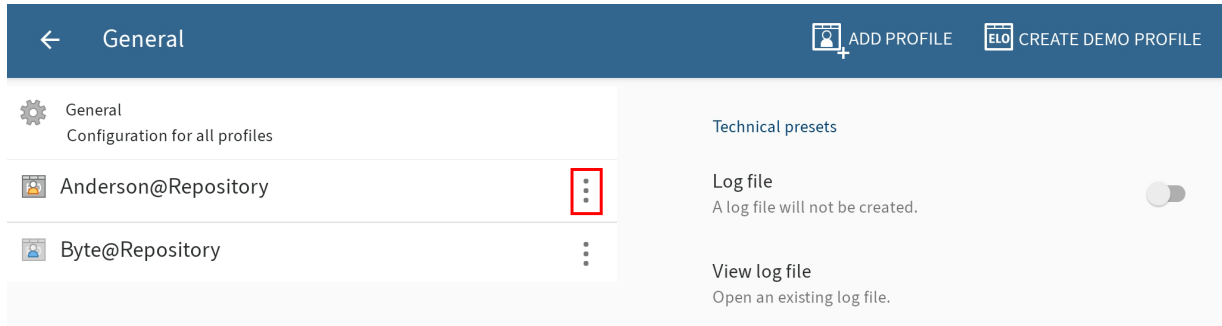 General
ADD PROFILE
ELO CREATE DEMO PROFILE
General
Configuration for all profiles
Anderson@Repository
Byte@Repository
Technical presets
Log file
A log file will not be created.
View log file
Open an existing log file.